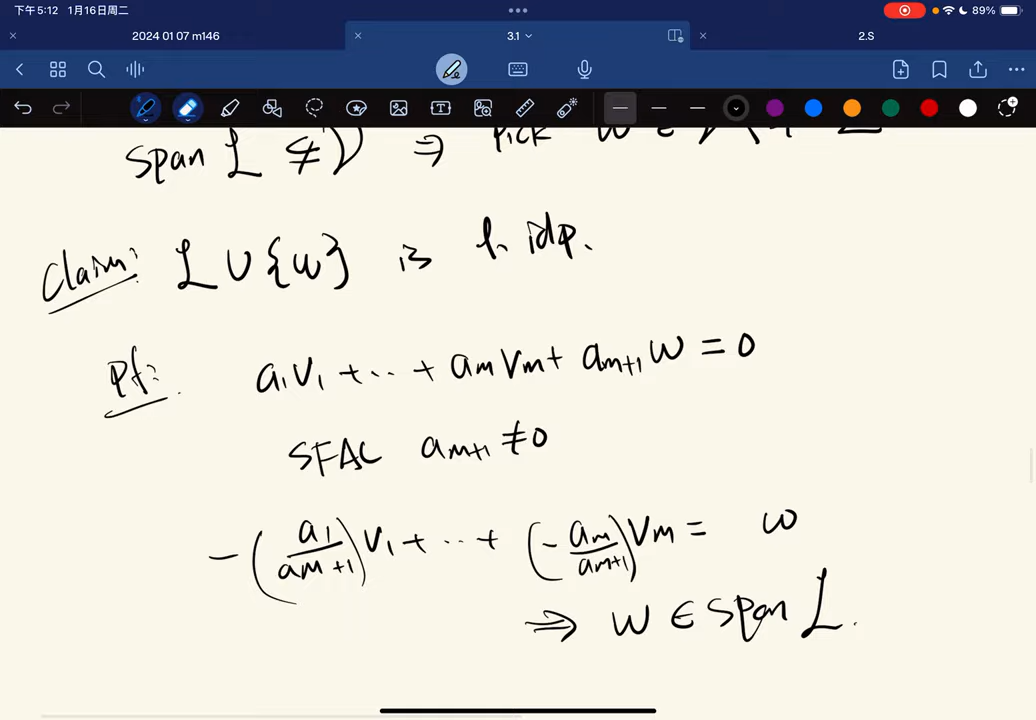 下午5:12 1月16日周二
89%
2024 01 07 m146
3.1
2.S
span L ⊊ V ⇒ pick w ∈ V \
Claim: L ∪ {w} is l. idp.
Pf: a₁v₁ + ... + aₘvₘ + aₘ₊₁w = 0
SFAC aₘ₊₁ ≠ 0
-(a₁/aₘ₊₁)v₁ + ... + (-aₘ/aₘ₊₁)vₘ = w
⇒ w ∈ span L.